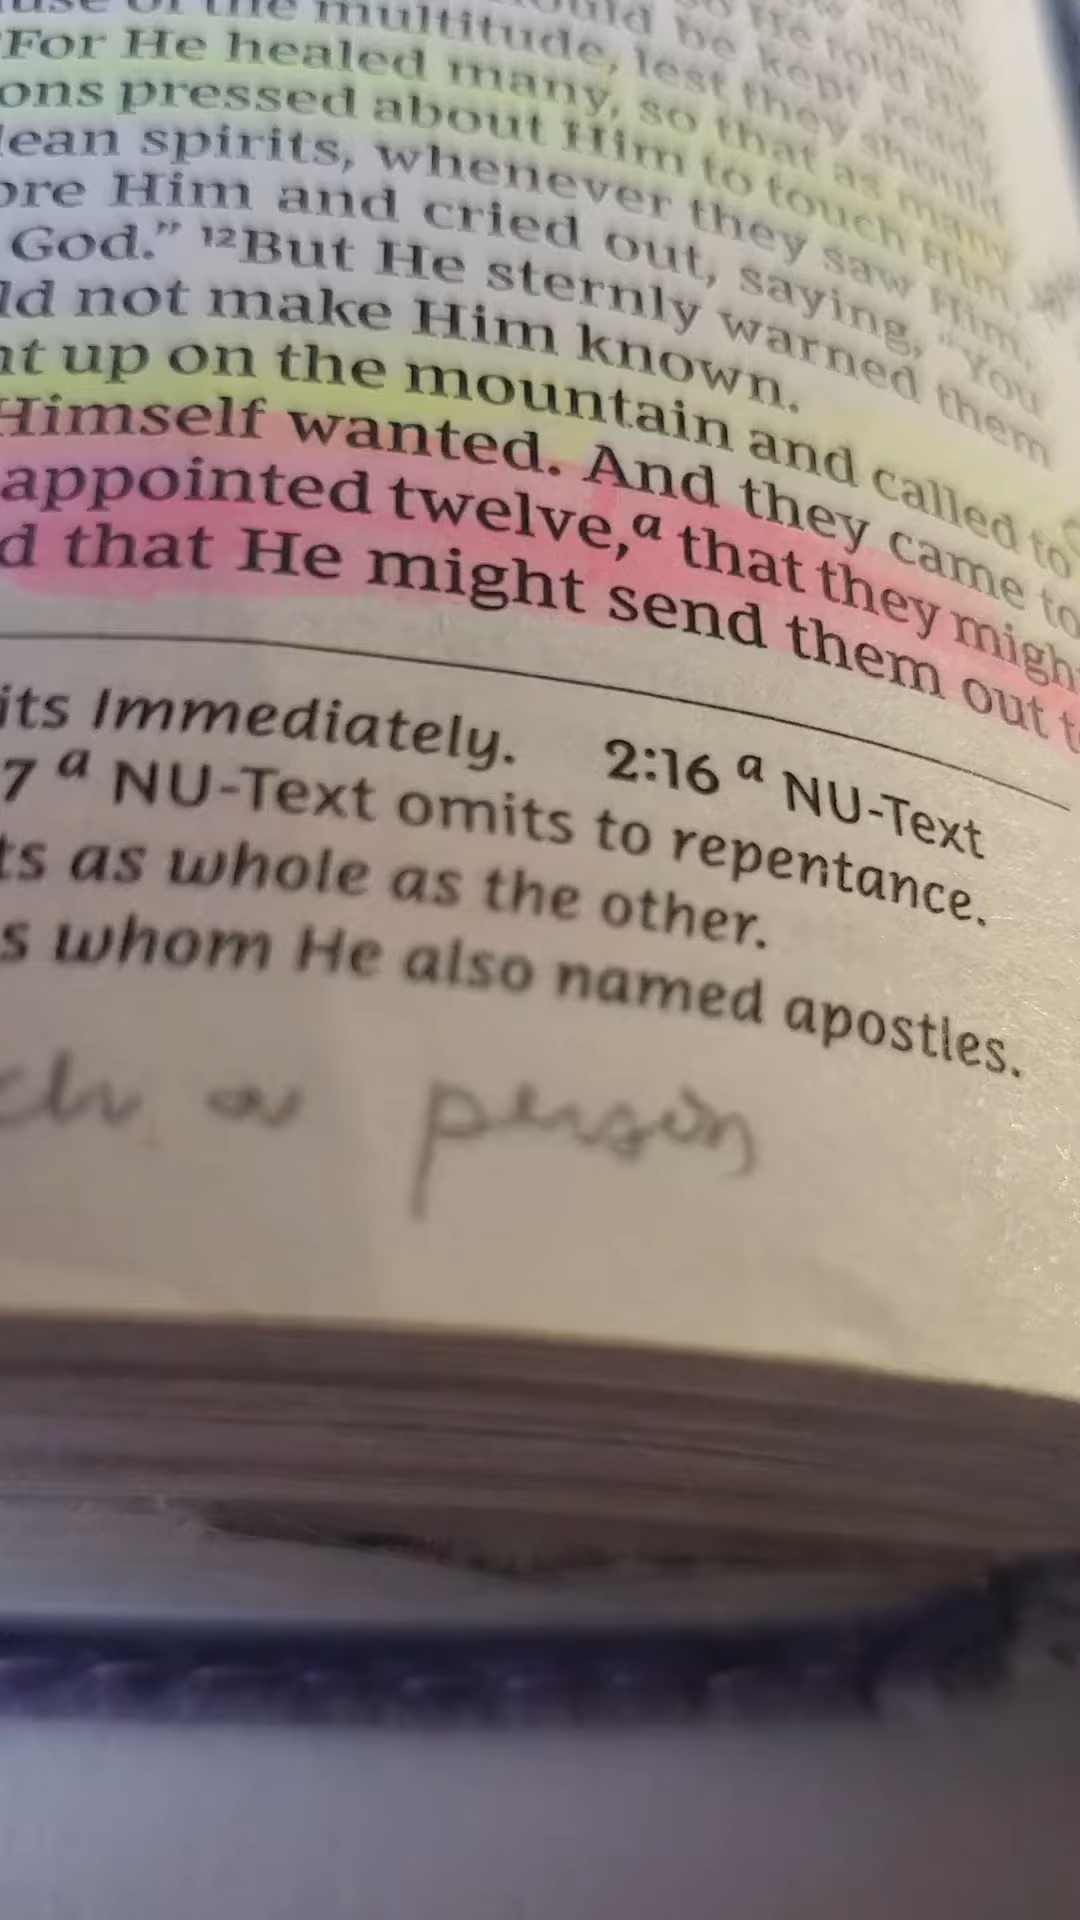 of the multitude, lest they should
For He healed many, so that as many
ons pressed about Him to touch Him.
lean spirits, whenever they saw Him,
ore Him and cried out, saying, “You
God.” 12But He sternly warned them
ld not make Him known.
nt up on the mountain and called to
Himself wanted. And they came to
appointed twelve,a that they might
d that He might send them out t
its Immediately. 2:16 a NU-Text
7 a NU-Text omits to repentance.
ts as whole as the other.
s whom He also named apostles.
person